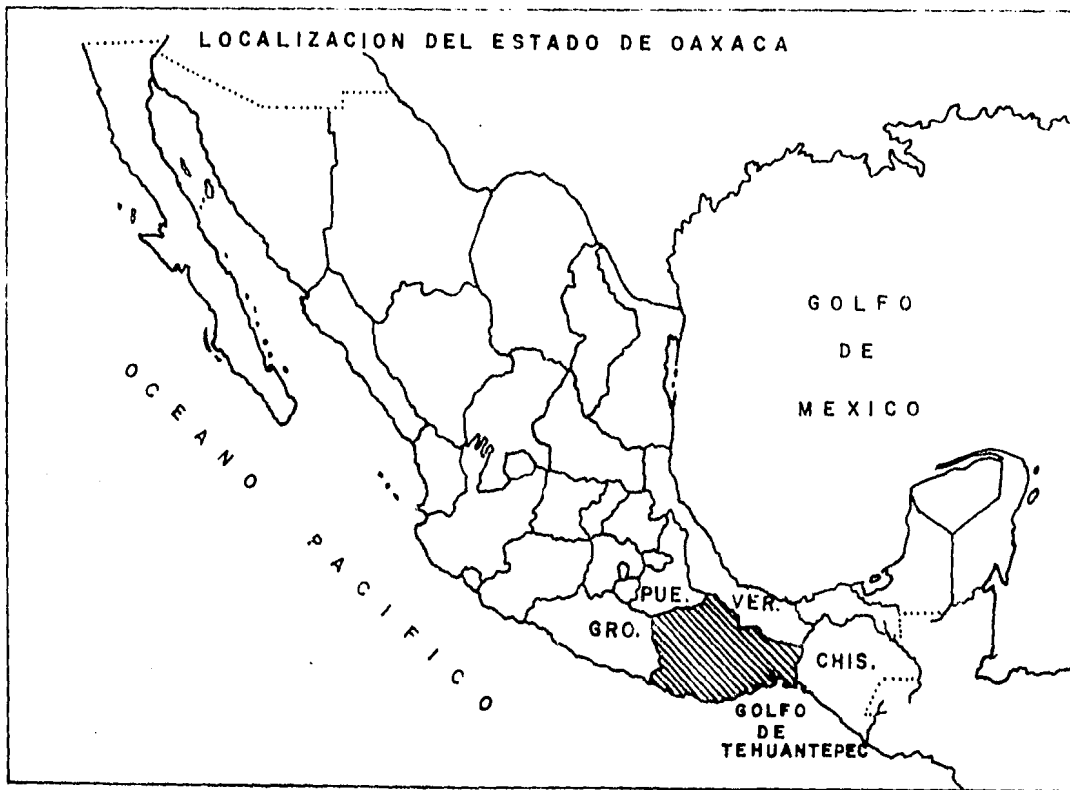 LOCALIZACION DEL ESTADO DE OAXACA
GOLFO
DE
MEXICO
OCEANO PACIFICO
PUE.
VER.
GRO.
CHIS.
GOLFO
DE
TEHUANTEPEC